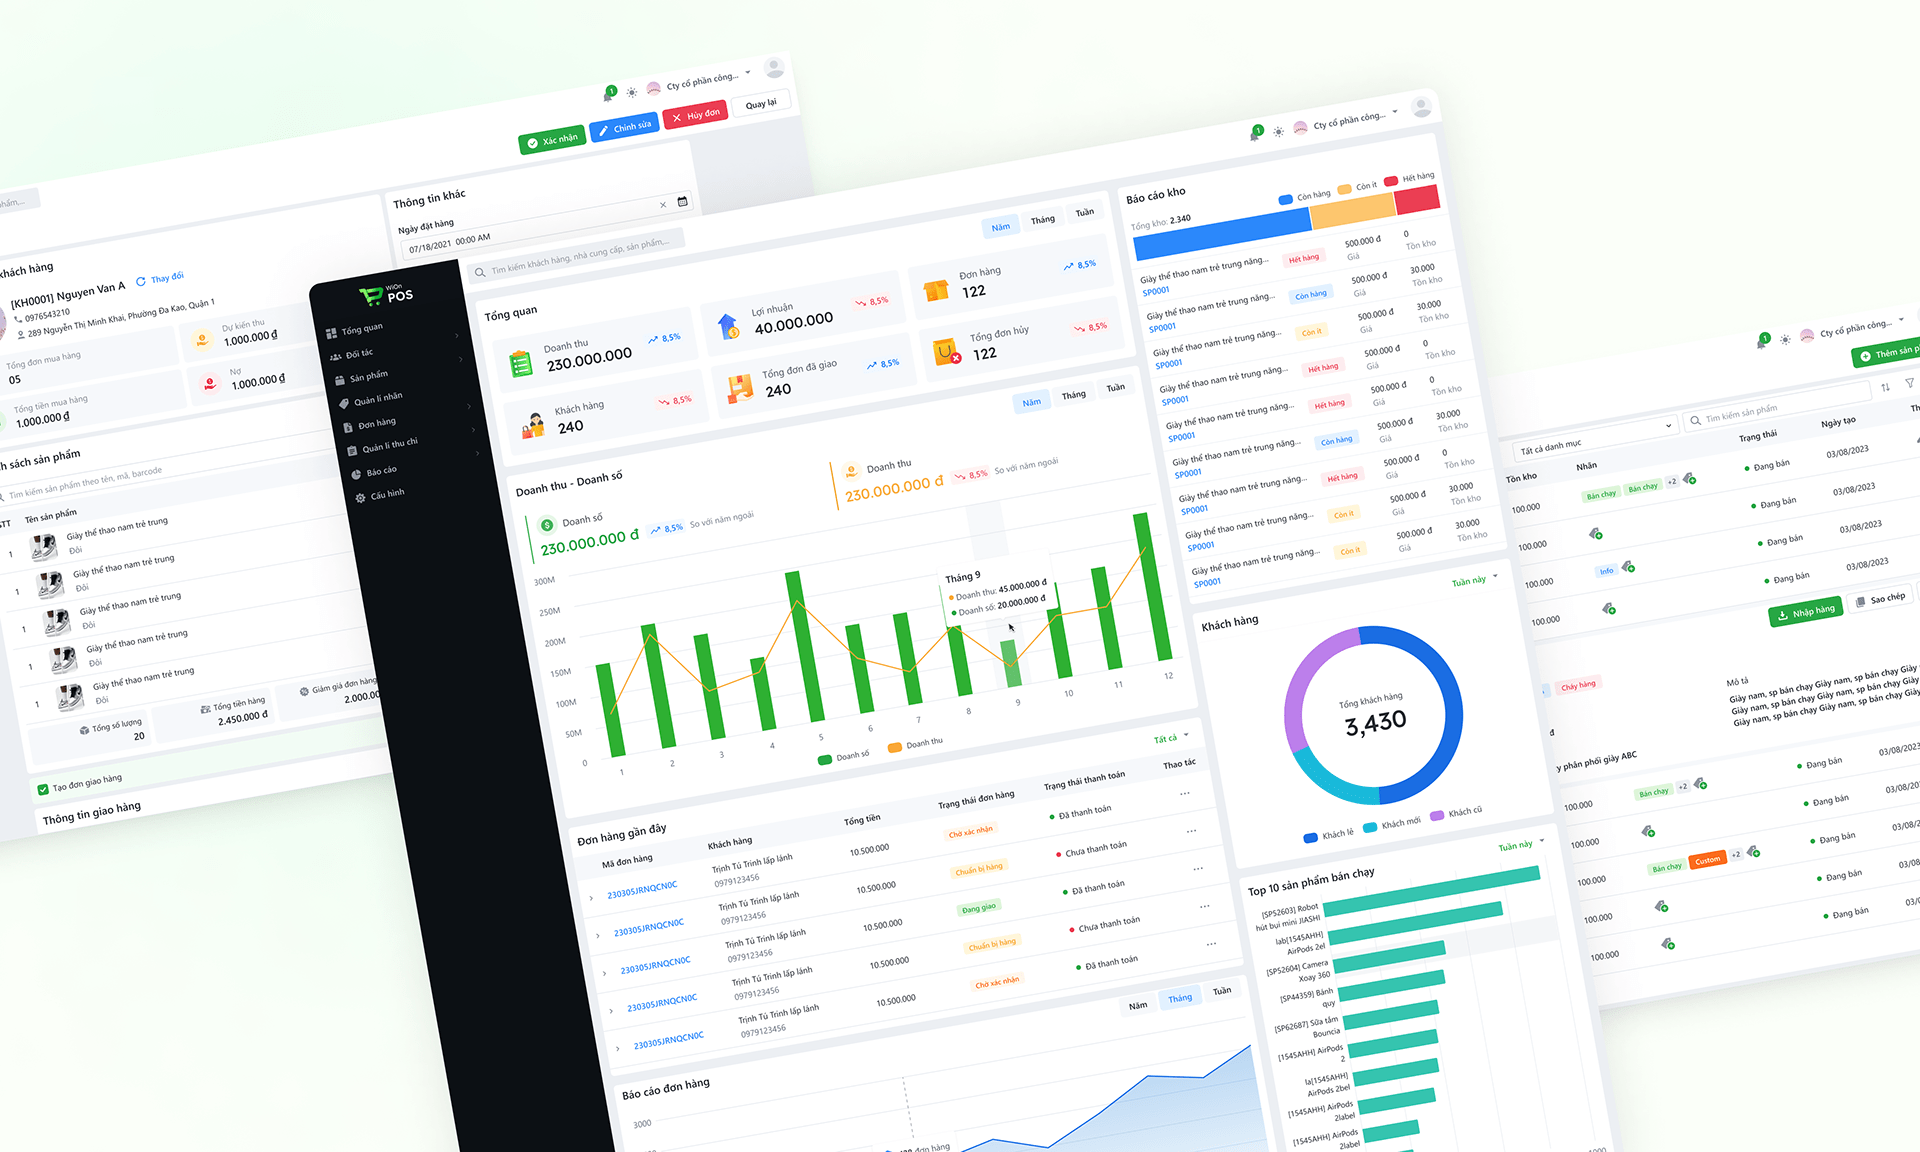 Cty cổ phần công...
1
Xác nhận
Chỉnh sửa
Hủy đơn
Quay lại
Thông tin khác
Ngày đặt hàng
07/18/2021 00:00 AM
khách hàng
[KH0001] Nguyen Van A
Thay đổi
0976543210
289 Nguyễn Thị Minh Khai, Phường Đa Kao, Quận 1
Tổng đơn mua hàng
05
Dự kiến thu
1.000.000 ₫
Tổng tiền mua hàng
1.000.000 ₫
Nợ
1.000.000 ₫
sách sản phẩm
Tìm kiếm sản phẩm theo tên, mã, barcode
STT
Tên sản phẩm
1
Giày thể thao nam trẻ trung
Đôi
1
Giày thể thao nam trẻ trung
Đôi
1
Giày thể thao nam trẻ trung
Đôi
1
Giày thể thao nam trẻ trung
Đôi
1
Giày thể thao nam trẻ trung
Đôi
Tổng số lượng
20
Tổng tiền hàng
2.450.000 đ
Giảm giá đơn hàng
2.000.00
Tạo đơn giao hàng
Thông tin giao hàng
WiOn
POS
Tổng quan
Đối tác
Sản phẩm
Quản lí nhãn
Đơn hàng
Quản lí thu chi
Báo cáo
Cấu hình
Tìm kiếm khách hàng, nhà cung cấp, sản phẩm,...
1
Cty cổ phần công...
Tổng quan
Năm
Tháng
Tuần
Doanh thu
230.000.000
8,5%
Lợi nhuận
40.000.000
8,5%
Đơn hàng
122
8,5%
Khách hàng
240
8,5%
Tổng đơn đã giao
240
8,5%
Tổng đơn hủy
122
8,5%
Doanh thu - Doanh số
Năm
Tháng
Tuần
Doanh số
230.000.000 đ
8,5%
So với năm ngoái
Doanh thu
230.000.000 đ
8,5%
So với năm ngoái
300M
250M
200M
150M
100M
50M
0
1
2
3
4
5
6
7
8
9
10
11
12
Tháng 9
Doanh thu: 45.000.000 đ
Doanh số: 20.000.000 đ
Doanh số
Doanh thu
Đơn hàng gần đây
Tất cả
Mã đơn hàng
Khách hàng
Tổng tiền
Trạng thái đơn hàng
Trạng thái thanh toán
Thao tác
230305JRNQCN0C
Trịnh Tú Trinh lấp lánh
0979123456
10.500.000
Chờ xác nhận
Đã thanh toán
230305JRNQCN0C
Trịnh Tú Trinh lấp lánh
0979123456
10.500.000
Chuẩn bị hàng
Chưa thanh toán
230305JRNQCN0C
Trịnh Tú Trinh lấp lánh
0979123456
10.500.000
Đang giao
Đã thanh toán
230305JRNQCN0C
Trịnh Tú Trinh lấp lánh
0979123456
10.500.000
Chuẩn bị hàng
Chưa thanh toán
230305JRNQCN0C
Trịnh Tú Trinh lấp lánh
0979123456
10.500.000
Chờ xác nhận
Đã thanh toán
Báo cáo đơn hàng
Năm
Tháng
Tuần
3000
đơn hàng
Báo cáo kho
Còn hàng
Còn ít
Hết hàng
Tổng kho: 2.340
Giày thể thao nam trẻ trung năng...
SP0001
Hết hàng
500.000 đ
Giá
0
Tồn kho
Giày thể thao nam trẻ trung năng...
SP0001
Còn hàng
500.000 đ
Giá
30.000
Tồn kho
Giày thể thao nam trẻ trung năng...
SP0001
Còn ít
500.000 đ
Giá
30.000
Tồn kho
Giày thể thao nam trẻ trung năng...
SP0001
Hết hàng
500.000 đ
Giá
0
Tồn kho
Giày thể thao nam trẻ trung năng...
SP0001
Hết hàng
500.000 đ
Giá
0
Tồn kho
Giày thể thao nam trẻ trung năng...
SP0001
Còn hàng
500.000 đ
Giá
30.000
Tồn kho
Giày thể thao nam trẻ trung năng...
SP0001
Hết hàng
500.000 đ
Giá
0
Tồn kho
Giày thể thao nam trẻ trung năng...
SP0001
Còn ít
500.000 đ
Giá
30.000
Tồn kho
Giày thể thao nam trẻ trung năng...
SP0001
Còn ít
500.000 đ
Giá
30.000
Tồn kho
Khách hàng
Tuần này
Tổng khách hàng
3,430
Khách lẻ
Khách mới
Khách cũ
Top 10 sản phẩm bán chạy
Tuần này
[SP52603] Robot
hút bụi mini JIASHI
lab[1545AHH]
AirPods 2el
[SP52604] Camera
Xoay 360
[SP44359] Bánh
quy
[SP62687] Sữa tắm
Bouncia
[1545AHH] AirPods
2
la[1545AHH]
AirPods 2bel
[1545AHH] AirPods
2label
[1545AHH] AirPods
2label
1000
1
Cty cổ phần công...
Thêm sản p
Tất cả danh mục
Tìm kiếm sản phẩm
Tồn kho
Nhãn
Trạng thái
Ngày tạo
Th
100.000
Bán chạy
Bán chạy
+2
Đang bán
03/08/2023
100.000
Đang bán
03/08/2023
100.000
Info
Đang bán
03/08/2023
100.000
Đang bán
03/08/2023
Nhập hàng
Sao chép
Cháy hàng
Mô tả
Giày nam, sp bán chạy Giày nam, sp bán chạy Giày
Giày nam, sp bán chạy Giày nam, sp bán chạy Giày n
Giày nam, sp bán chạy Giày nam, sp bán chạy
đ
y phân phối giày ABC
100.000
Bán chạy
+2
Đang bán
03/08/2023
100.000
Đang bán
03/08/20
100.000
Bán chạy
Custom
+2
Đang bán
03/08/
100.000
Đang bán
03/08
100.000
Đang bán
03/0